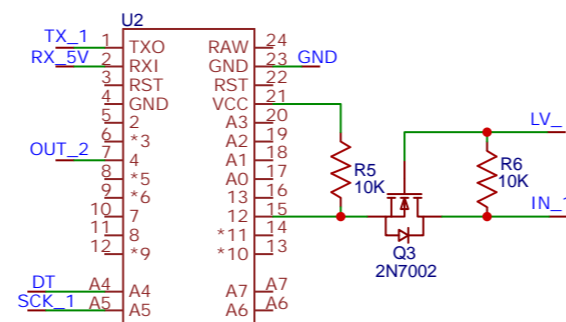 U2
TX_1 1 TXO RAW 24
RX_5V 2 RXI GND 23 GND
3 RST RST 22
4 GND VCC 21
5 2 A3 20
6 *3 A2 19
OUT_2 7 4 A1 18
8 *5 A0 17
9 *6 13 16
10 7 12 15
11 8 *11 14
12 *9 *10 13
DT A4 A4 A7 A7
SCK_1 A5 A5 A6 A6
R5
10K
R6
10K
LV_
IN_1
Q3
2N7002